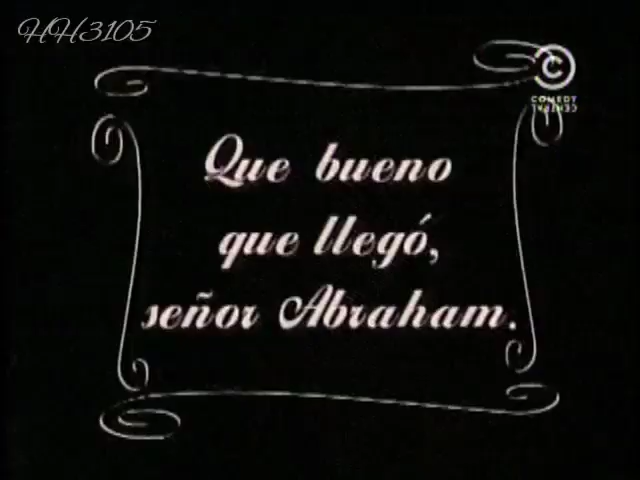 HH3105
COMEDY
CENTRAL
Que bueno
que llegó,
señor Abraham.